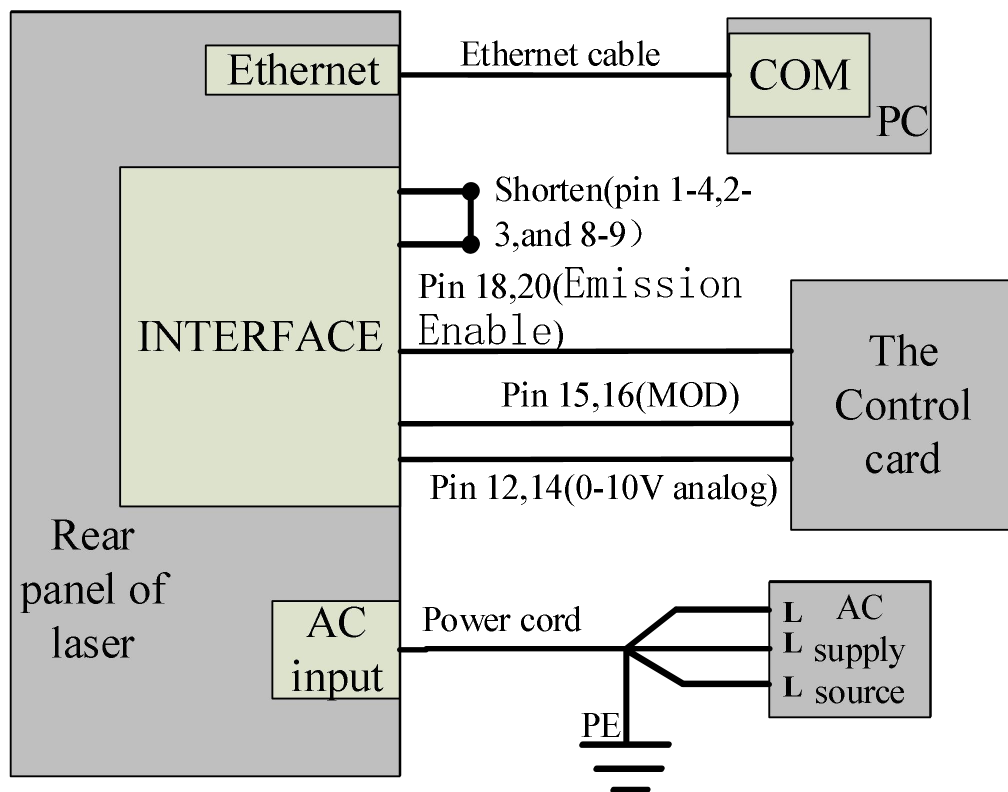 Ethernet
Ethernet cable
COM
PC
Shorten(pin 1-4,2-
3,and 8-9）
INTERFACE
Pin 18,20(Emission
Enable)
Pin 15,16(MOD)
Pin 12,14(0-10V analog)
The
Control
card
Rear
panel of
laser
AC
input
Power cord
PE
L
L
L
AC
supply
source